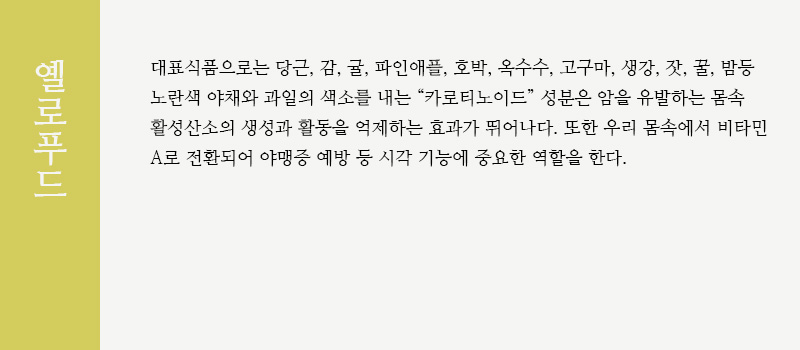 옐로푸드
대표식품으로는 당근, 감, 귤, 파인애플, 호박, 옥수수, 고구마, 생강, 잣, 꿀, 밤등
노란색 야채와 과일의 색소를 내는 “카로티노이드” 성분은 암을 유발하는 몸속
활성산소의 생성과 활동을 억제하는 효과가 뛰어나다. 또한 우리 몸속에서 비타민
A로 전환되어 야맹증 예방 등 시각 기능에 중요한 역할을 한다.